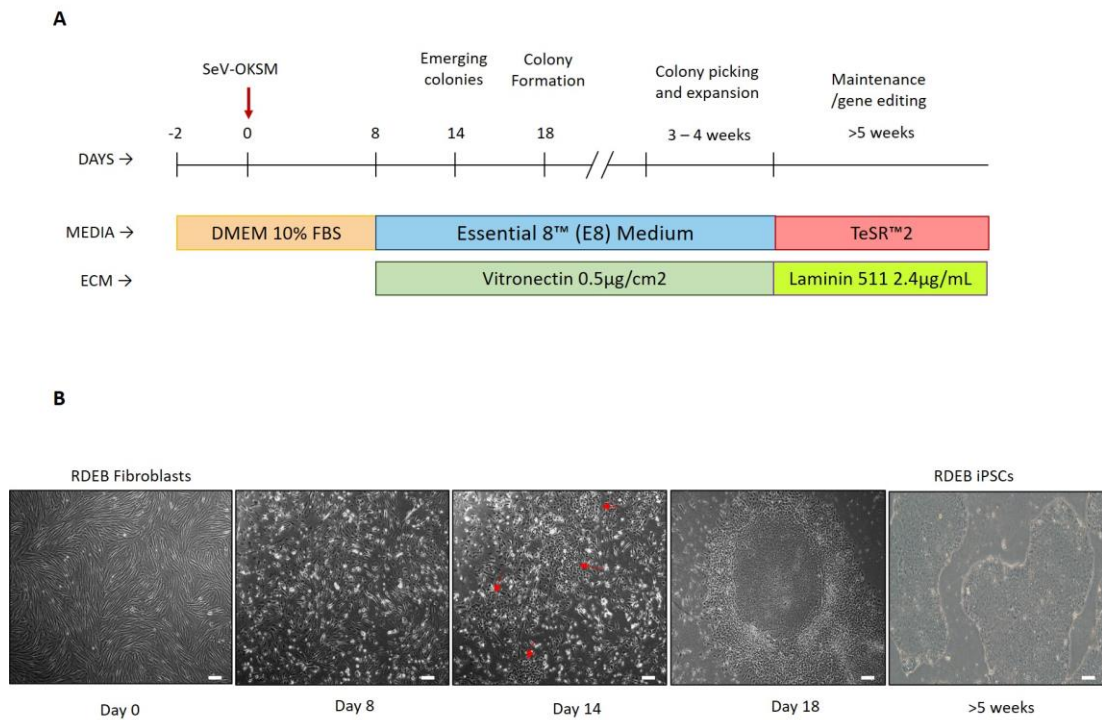 A
SeV-OKSM
Emerging
colonies
Colony
Formation
Colony picking
and expansion
Maintenance
/gene editing
-2
0
8
14
18
3 – 4 weeks
>5 weeks
DAYS →
MEDIA →
DMEM 10% FBS
Essential 8™ (E8) Medium
TeSR™2
ECM →
Vitronectin 0.5µg/cm2
Laminin 511 2.4µg/mL
B
RDEB Fibroblasts
RDEB iPSCs
Day 0
Day 8
Day 14
Day 18
>5 weeks